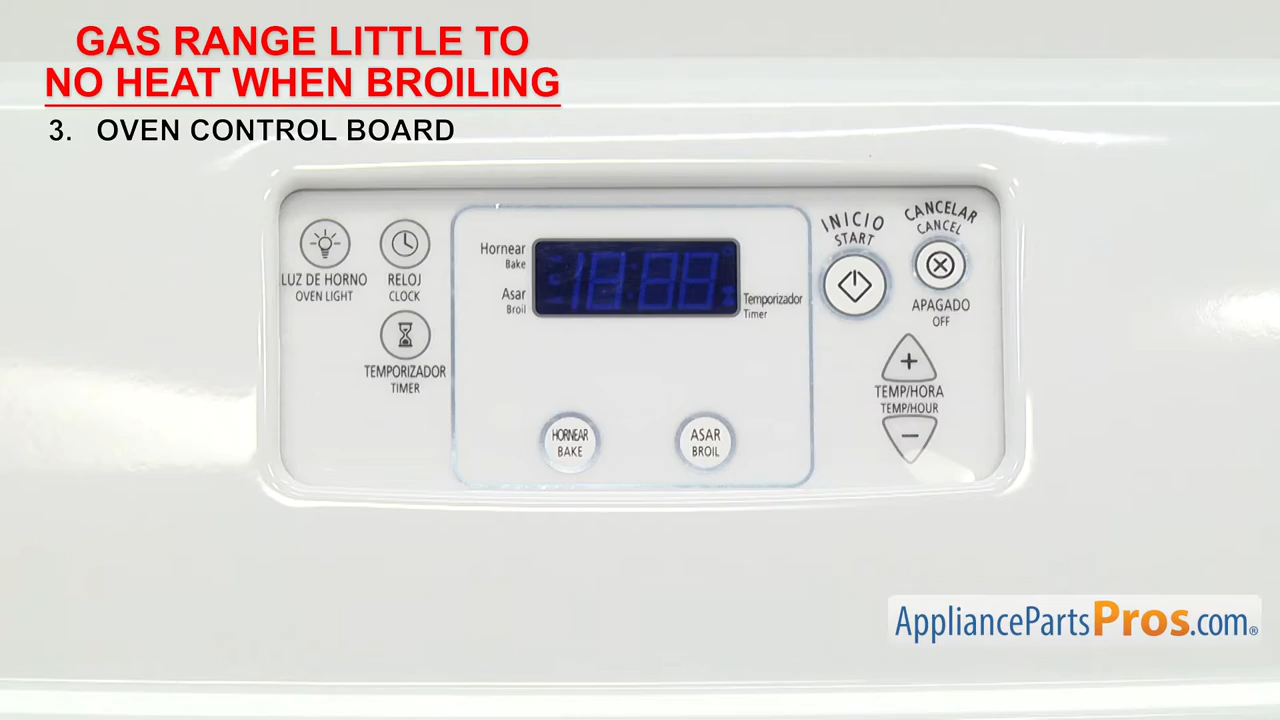 GAS RANGE LITTLE TO
NO HEAT WHEN BROILING
3. OVEN CONTROL BOARD
LUZ DE HORNO
OVEN LIGHT
RELOJ
CLOCK
TEMPORIZADOR
TIMER
Hornear
Bake
Asar
Broil
18:88
Temporizador
Timer
HORNEAR
BAKE
ASAR
BROIL
INICIO
START
CANCELAR
CANCEL
APAGADO
OFF
+
TEMP/HORA
TEMP/HOUR
-
AppliancePartsPros.com®